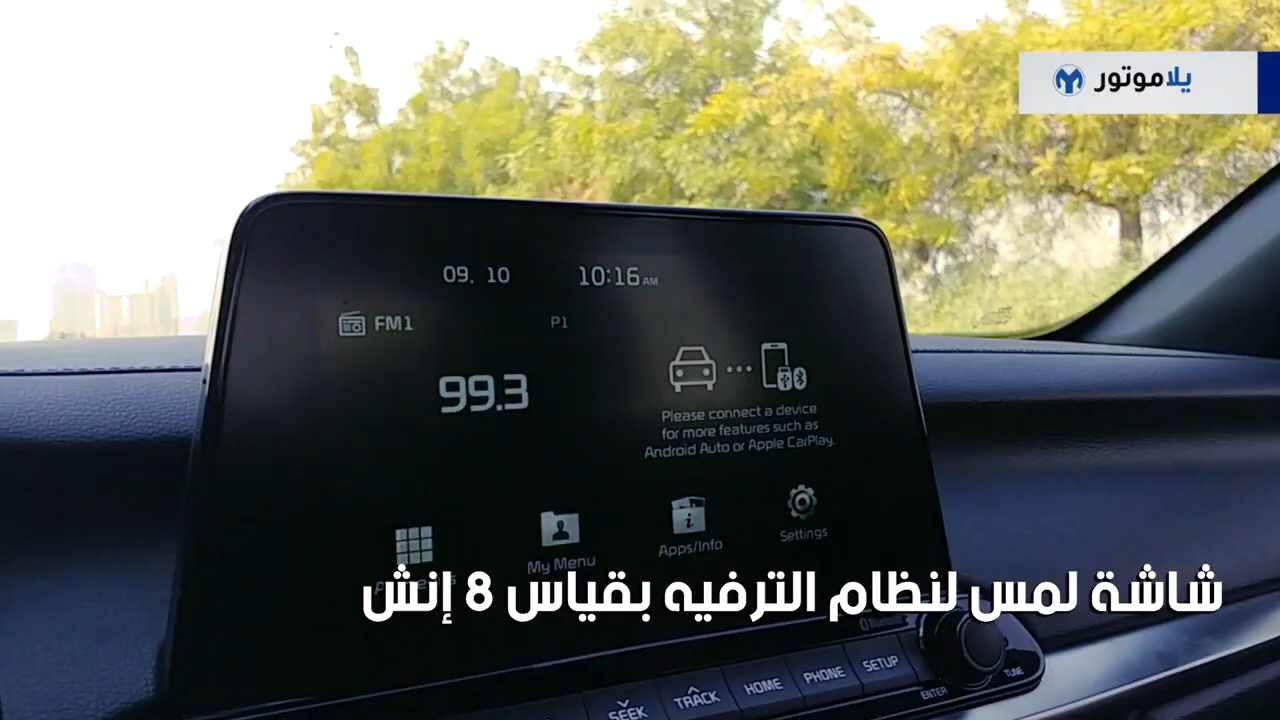 يلاموتور
09. 10
10:16 AM
FM1
P1
99.3
Please connect a device
for more features such as
Android Auto or Apple CarPlay.
My Menu
Apps/Info
Settings
شاشة لمس لنظام الترفيه بقياس 8 إنش
SEEK
TRACK
HOME
PHONE
SETUP
ENTER
TUNE